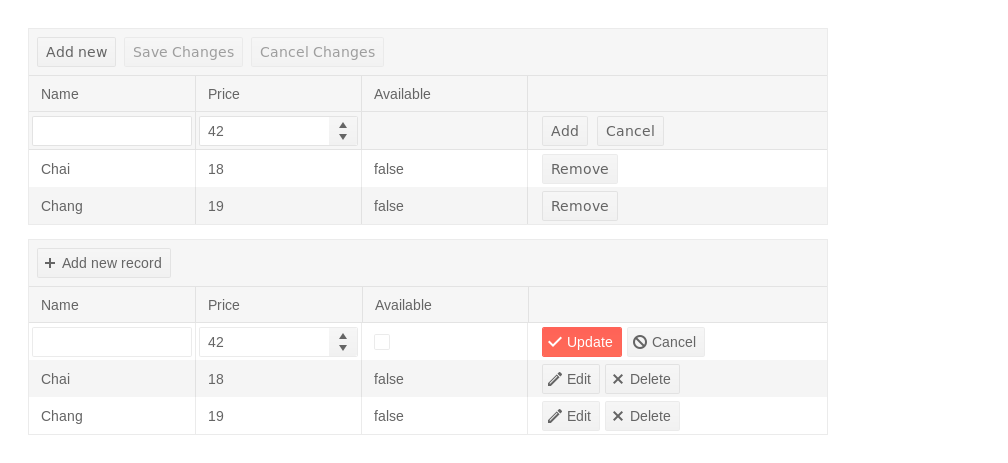 Add new Save Changes Cancel Changes
Name Price Available
42 Add Cancel
Chai 18 false Remove
Chang 19 false Remove
Add new record
Name Price Available
42 Update Cancel
Chai 18 false Edit Delete
Chang 19 false Edit Delete